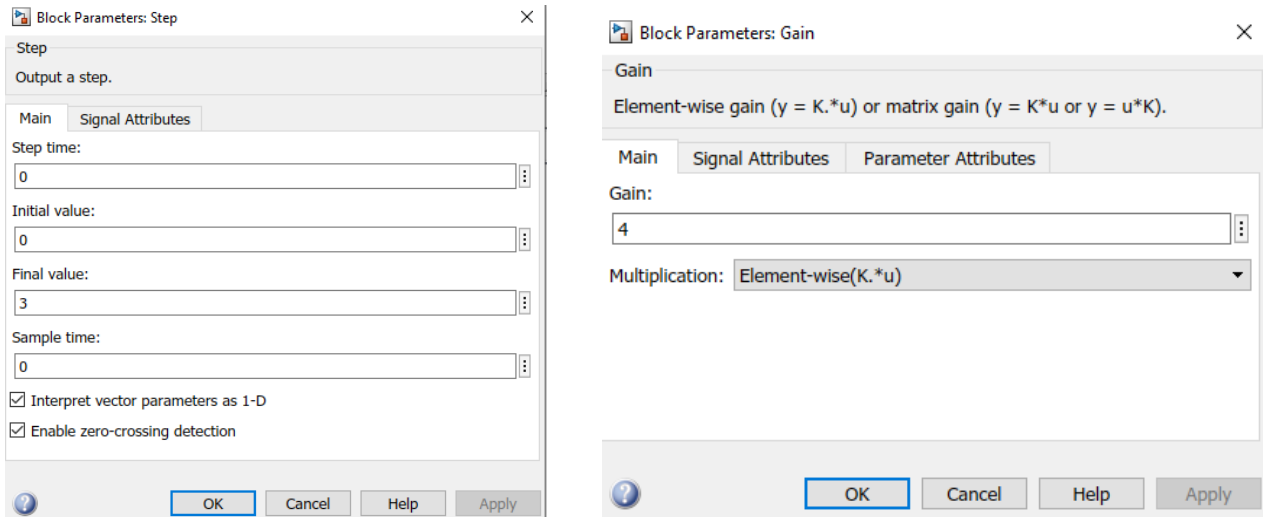 Block Parameters: Step
Step
Output a step.
Main Signal Attributes
Step time:
0
Initial value:
0
Final value:
3
Sample time:
0
Interpret vector parameters as 1-D
Enable zero-crossing detection
OK Cancel Help Apply
Block Parameters: Gain
Gain
Element-wise gain (y = K.*u) or matrix gain (y = K*u or y = u*K).
Main Signal Attributes Parameter Attributes
Gain:
4
Multiplication: Element-wise(K.*u)
OK Cancel Help Apply